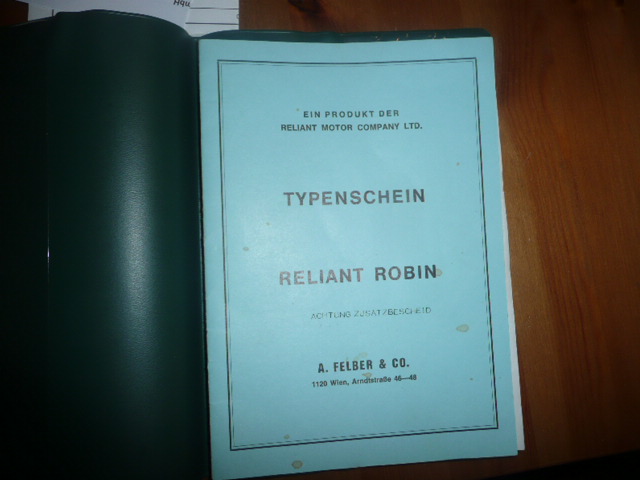 EIN PRODUKT DER
RELIANT MOTOR COMPANY LTD.
TYPENSCHEIN
RELIANT ROBIN
ACHTUNG ZUSATZBESCHEID
A. FELBER & CO.
1120 Wien, Arndtstraße 46—48